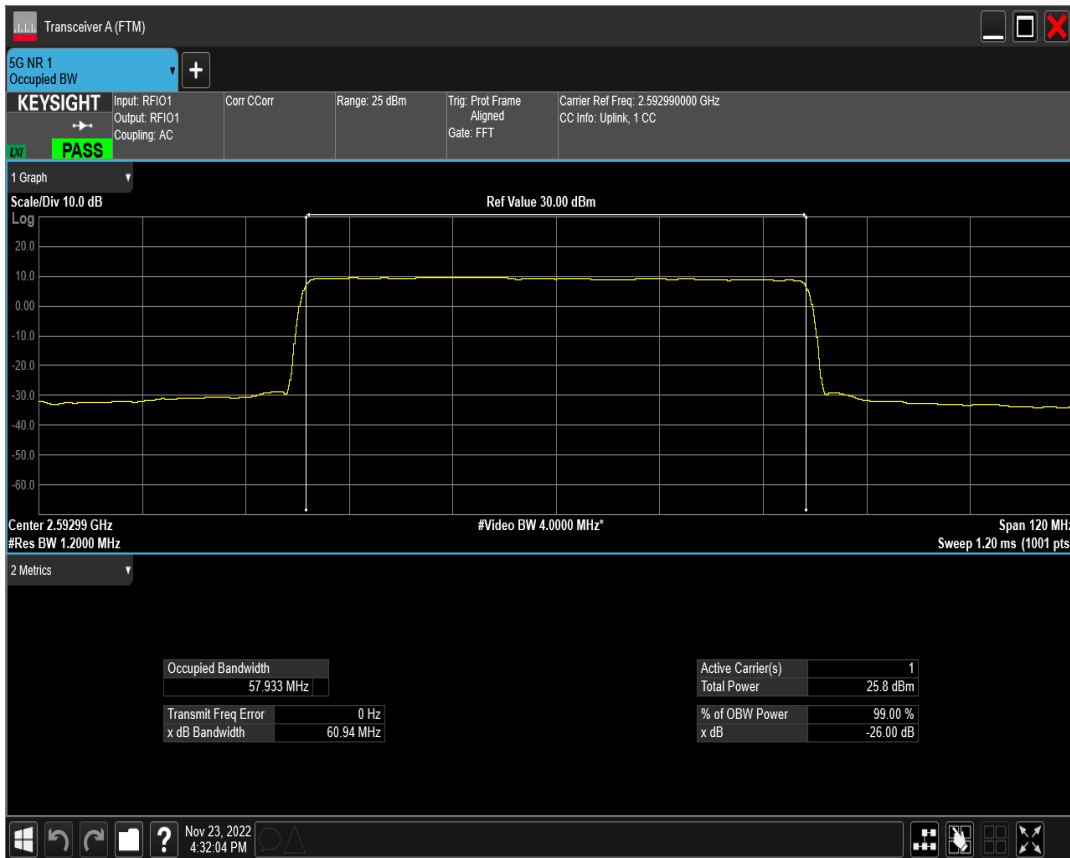 Transceiver A (FTM)
5G NR 1
Occupied BW
+
KEYSIGHT
LXI
PASS
Input: RFIO1
Output: RFIO1
Coupling: AC
Corr CCorr
Range: 25 dBm
Trig: Prot Frame
Aligned
Gate: FFT
Carrier Ref Freq: 2.592990000 GHz
CC Info: Uplink, 1 CC
1 Graph
Scale/Div 10.0 dB
Ref Value 30.00 dBm
Log
20.0
10.0
0.00
-10.0
-20.0
-30.0
-40.0
-50.0
-60.0
Center 2.59299 GHz
#Video BW 4.0000 MHz*
Span 120 MHz
#Res BW 1.2000 MHz
Sweep 1.20 ms (1001 pts
2 Metrics
Occupied Bandwidth
57.933 MHz
Transmit Freq Error 0 Hz
x dB Bandwidth 60.94 MHz
Active Carrier(s) 1
Total Power 25.8 dBm
% of OBW Power 99.00 %
x dB -26.00 dB
?
Nov 23, 2022
4:32:04 PM